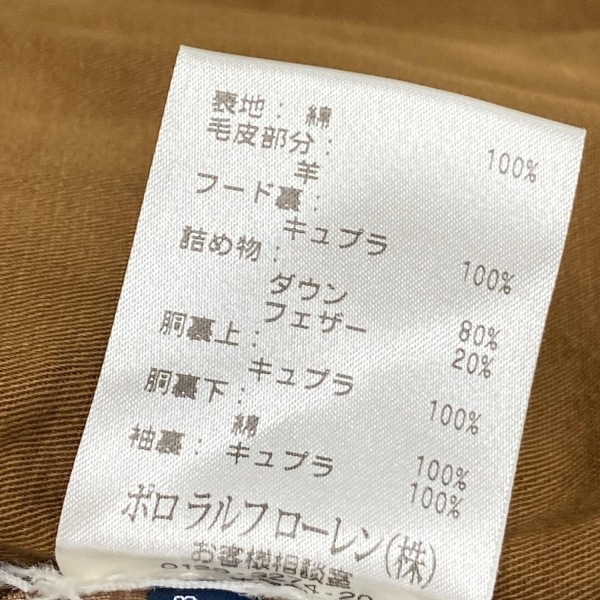 表地: 綿 100%
毛皮部分:
羊
フード裏:
キュプラ 100%
詰め物:
ダウン 80%
フェザー 20%
胴裏上:
キュプラ 100%
胴裏下:
綿 100%
袖裏: キュプラ 100%
ポロ ラルフ ローレン(株)
お客様相談室